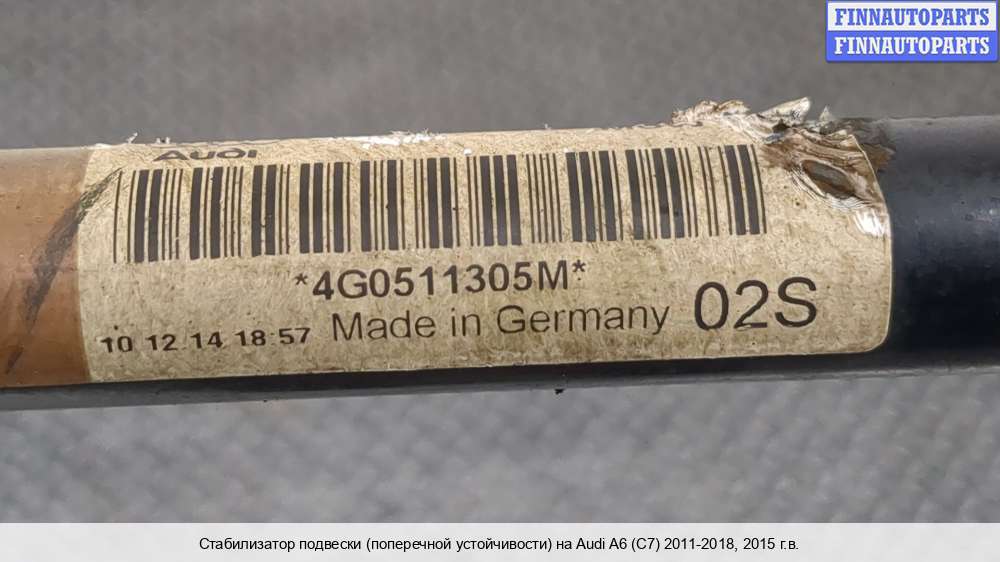 FINNAUTOPARTS
FINNAUTOPARTS
Audi
*4G0511305M*
10 12 14 18:57 Made in Germany 02S
Стабилизатор подвески (поперечной устойчивости) на Audi A6 (C7) 2011-2018, 2015 г.в.